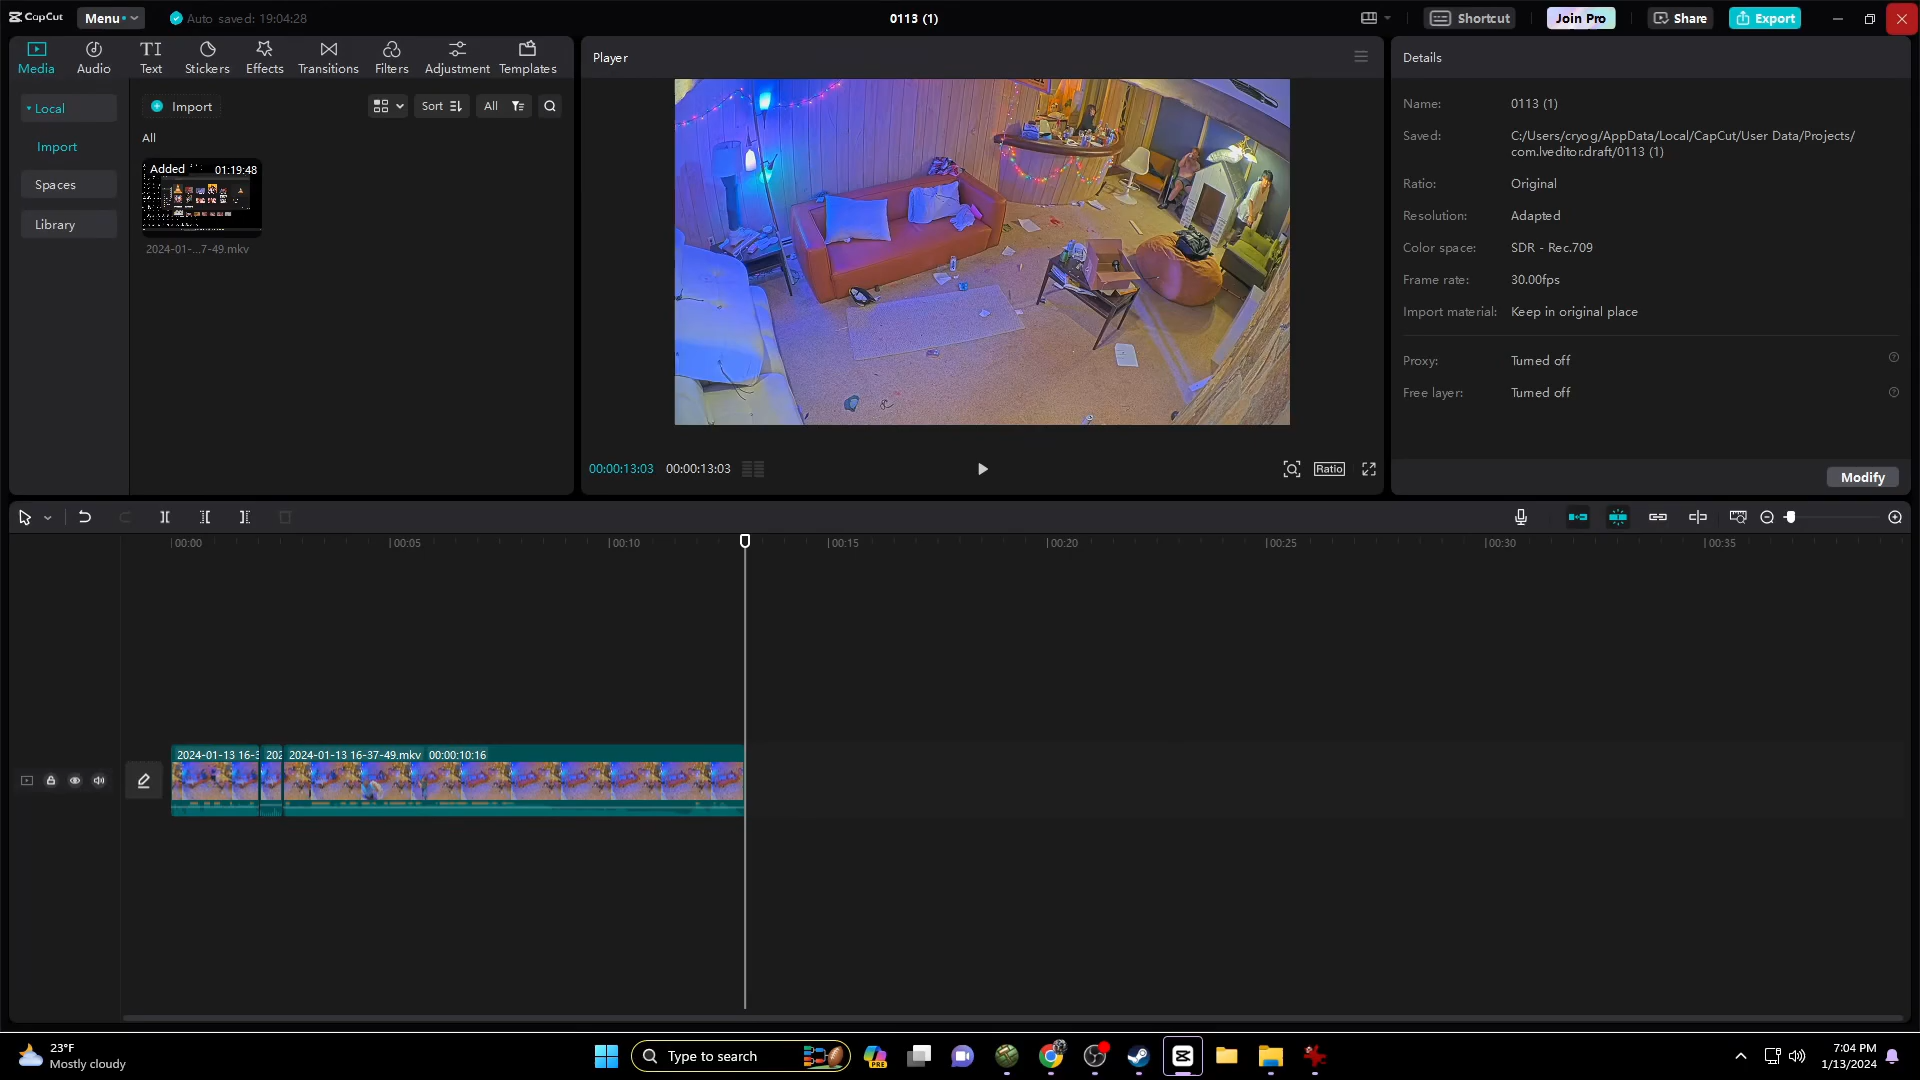 CapCut
Menu
Auto saved: 19:04:28
0113 (1)
Shortcut
Join Pro
Share
Export
Media
Audio
TI
Text
Stickers
Effects
Transitions
Filters
Adjustment
Templates
Player
Details
Local
Import
Sort
All
Import
All
Added
01:19:48
2024-01-...7-49.mkv
Spaces
Library
Name: 0113 (1)
Saved: C:/Users/cryog/AppData/Local/CapCut/User Data/Projects/
com.lveditor.draft/0113 (1)
Ratio: Original
Resolution: Adapted
Color space: SDR - Rec.709
Frame rate: 30.00fps
Import material: Keep in original place
Proxy: Turned off
Free layer: Turned off
00:00:13:03 00:00:13:03
Ratio
Modify
00:00
00:05
00:10
00:15
00:20
00:25
00:30
00:35
2024-01-13 16-3
202
2024-01-13 16-37-49.mkv 00:00:10:16
23°F
Mostly cloudy
Type to search
PRE
7:04 PM
1/13/2024